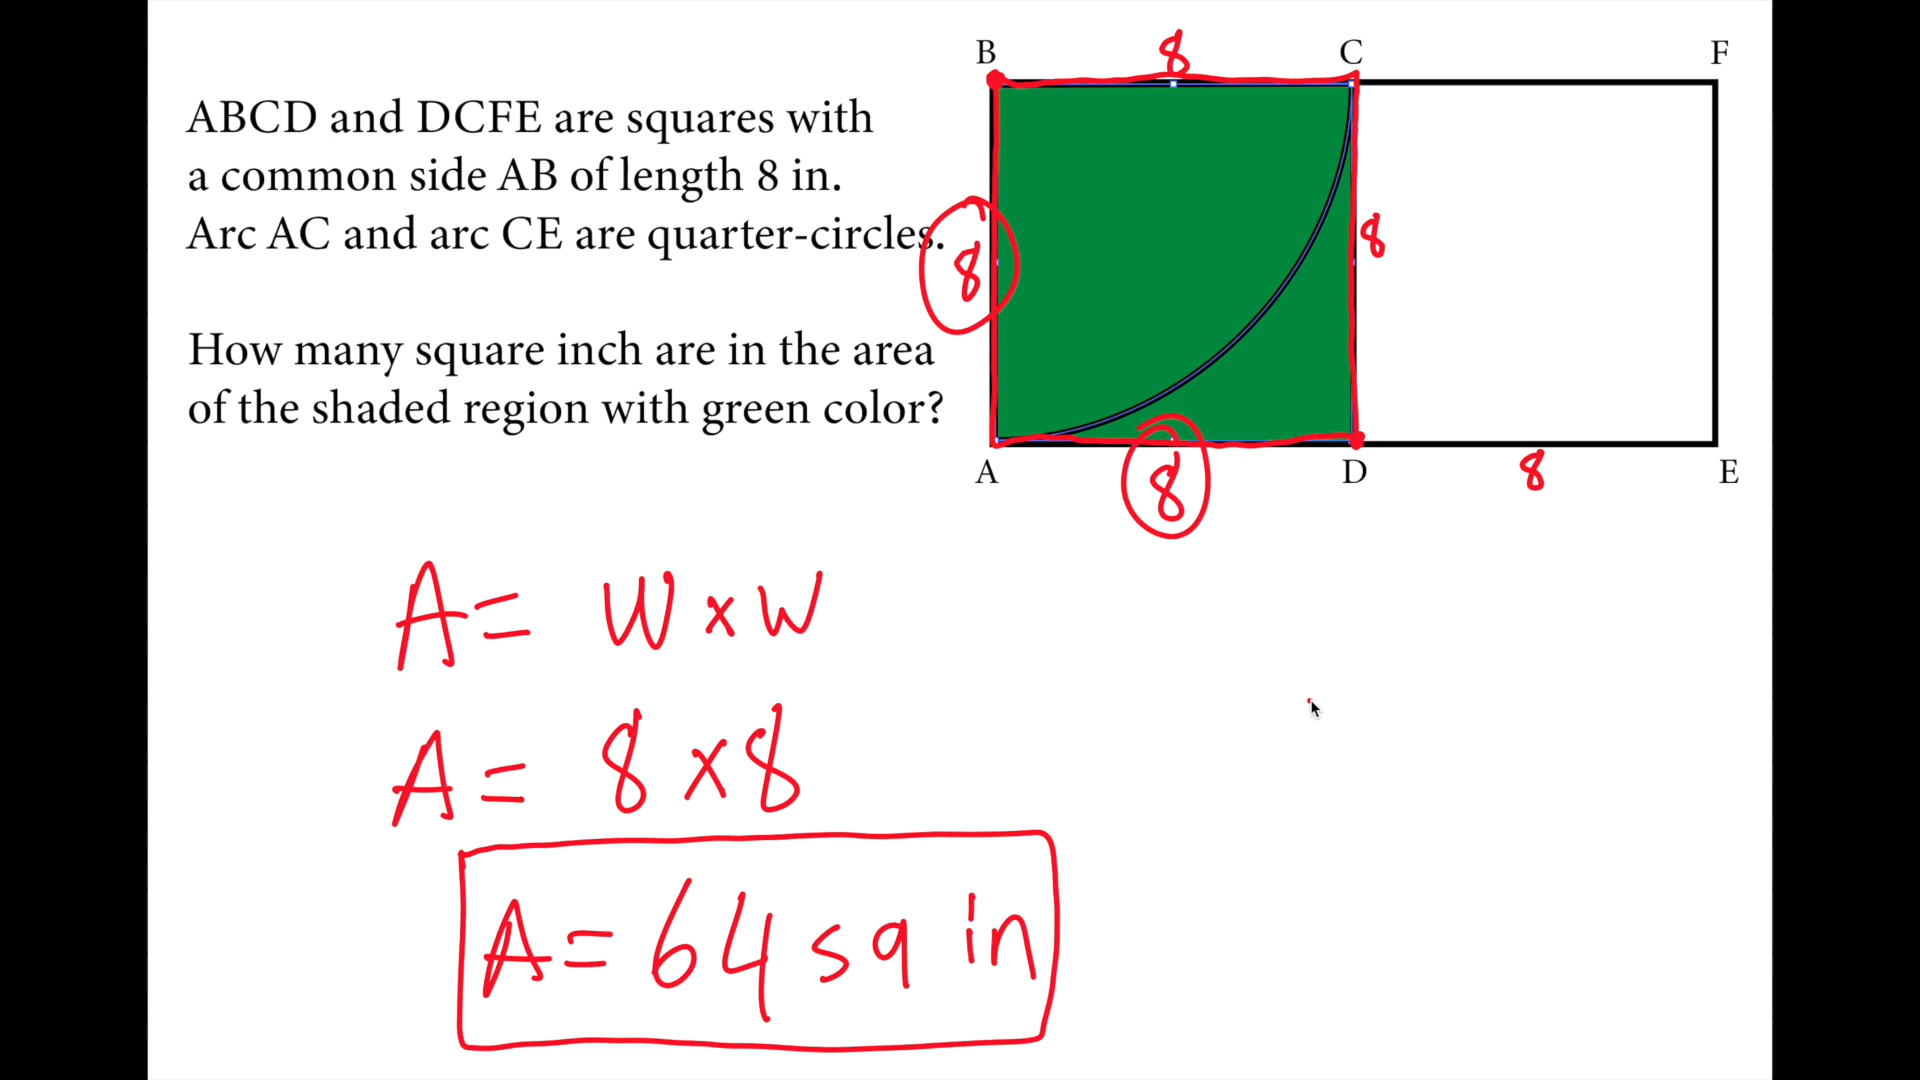 B 8 C F
ABCD and DCFE are squares with
a common side AB of length 8 in.
Arc AC and arc CE are quarter-circles.
8 8
How many square inch are in the area
of the shaded region with green color?
A 8 D 8 E
A = W x W
A = 8 x 8
A = 64 sq in